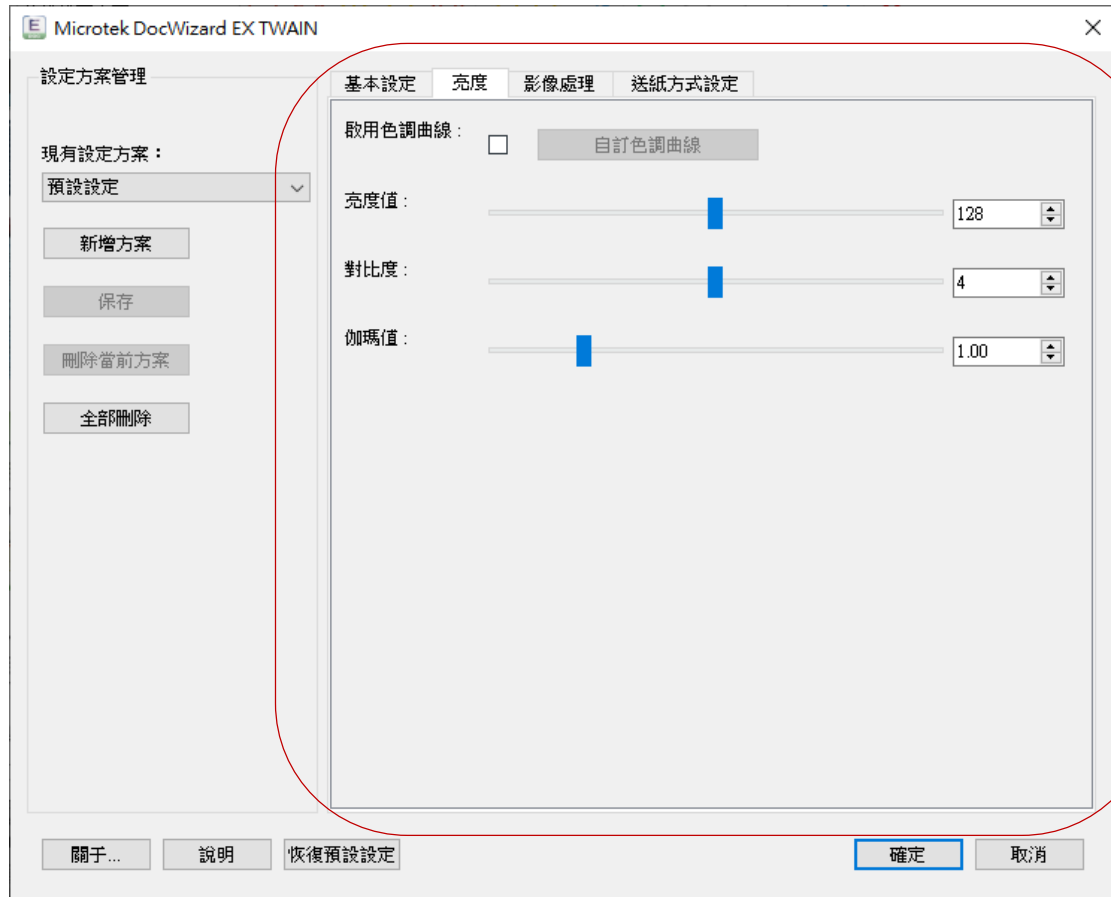 Microtek DocWizard EX TWAIN
設定方案管理
現有設定方案：
預設設定
新增方案
保存
刪除當前方案
全部刪除
基本設定 亮度 影像處理 送紙方式設定
啟用色調曲線 : 自訂色調曲線
亮度值 : 128
對比度 : 4
伽瑪值 : 1.00
關于... 說明 恢復預設設定 確定 取消